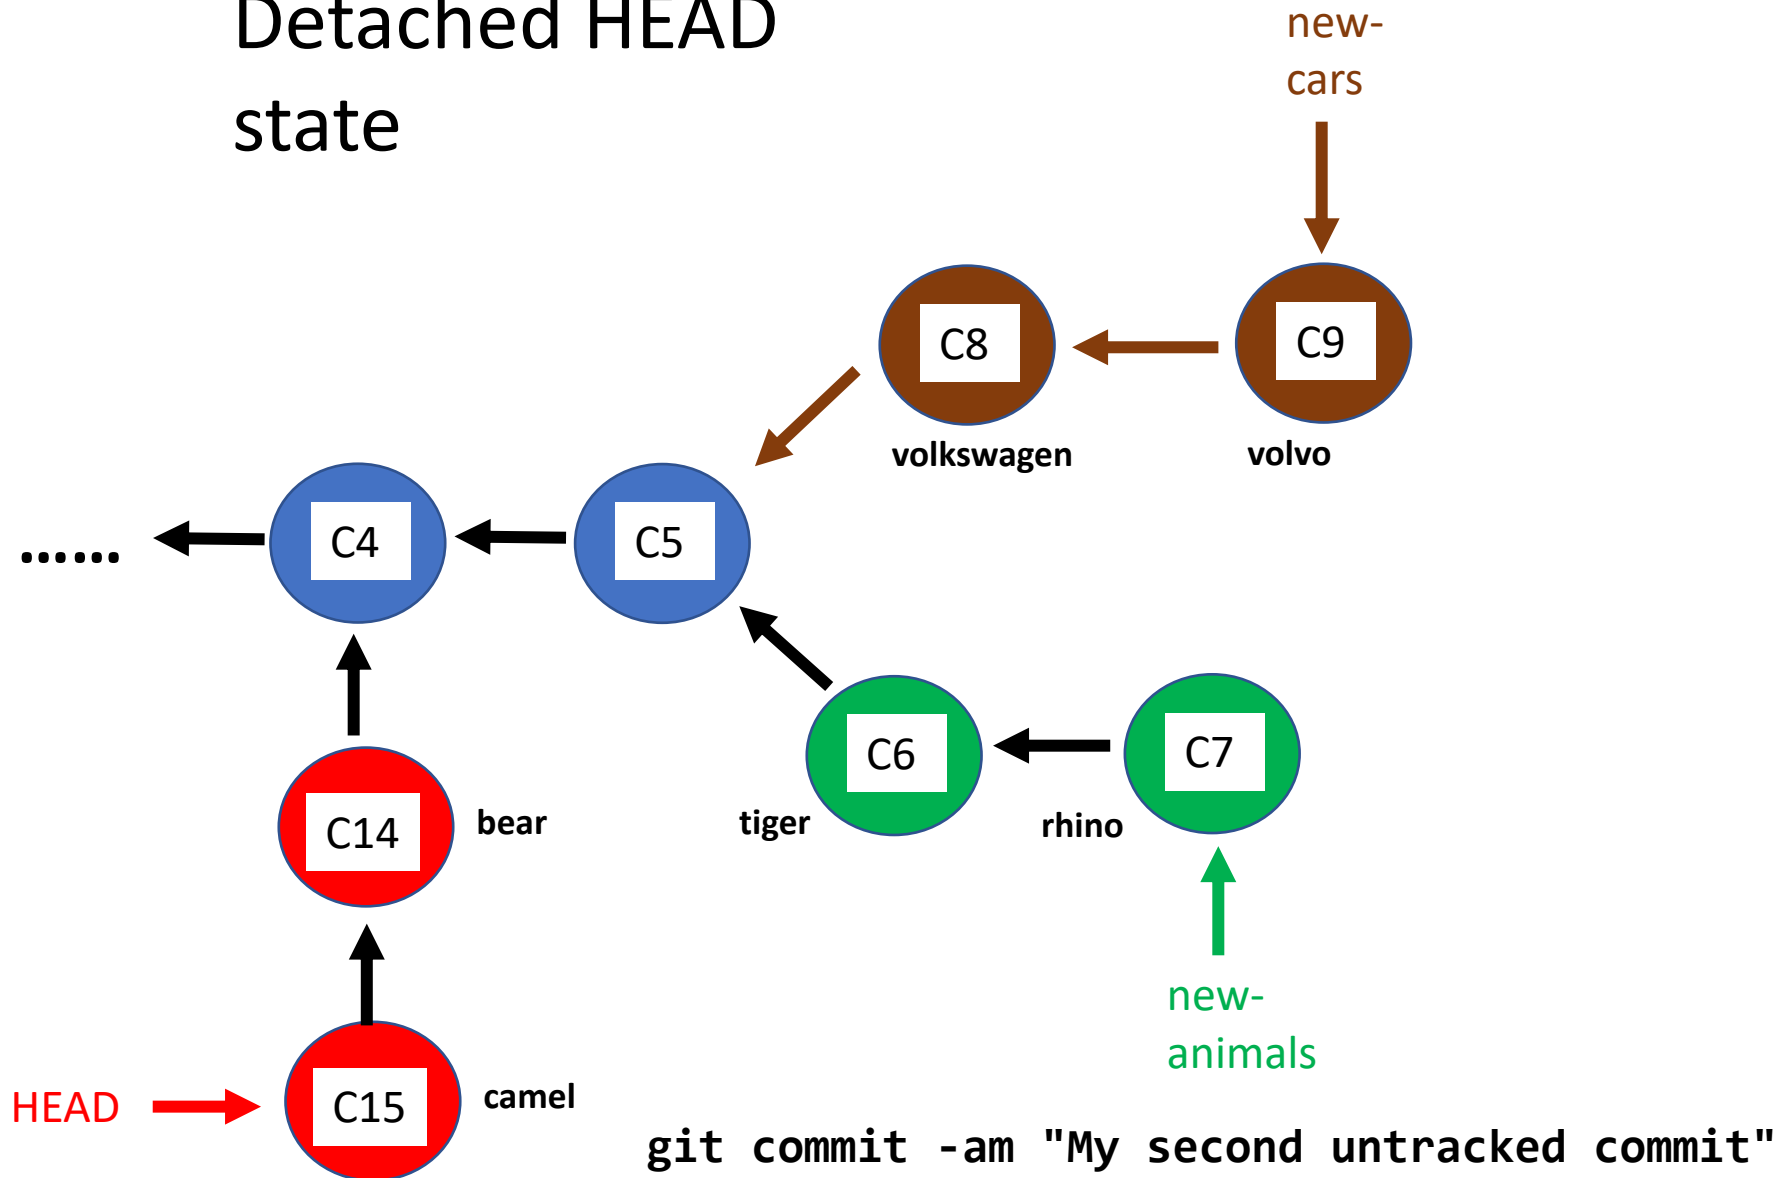 Detached HEAD
state
new-
cars
C8
C9
volkswagen
volvo
......
C4
C5
C6
C7
C14
bear
tiger
rhino
new-
animals
HEAD
C15
camel
git commit -am "My second untracked commit"